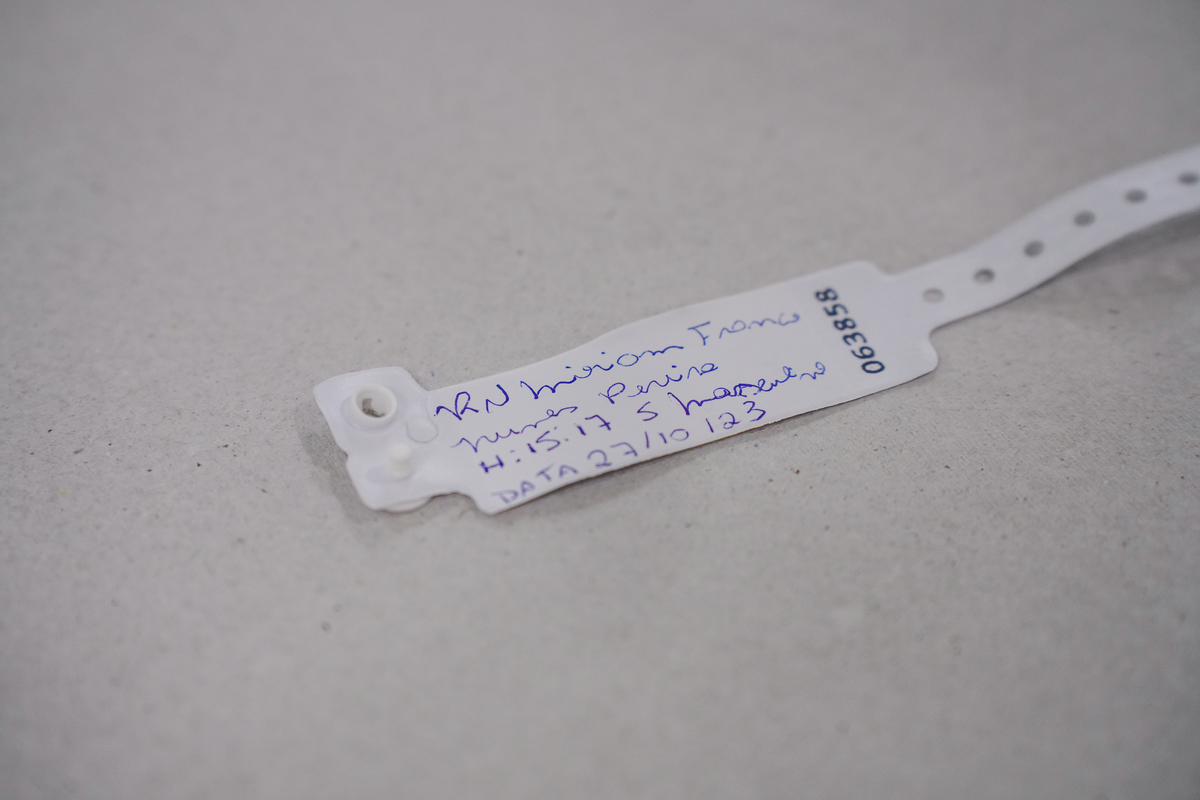 RN Miriam Franco
nunes Pereira
H: 15:17 S masculino
DATA 27/10/23
063858